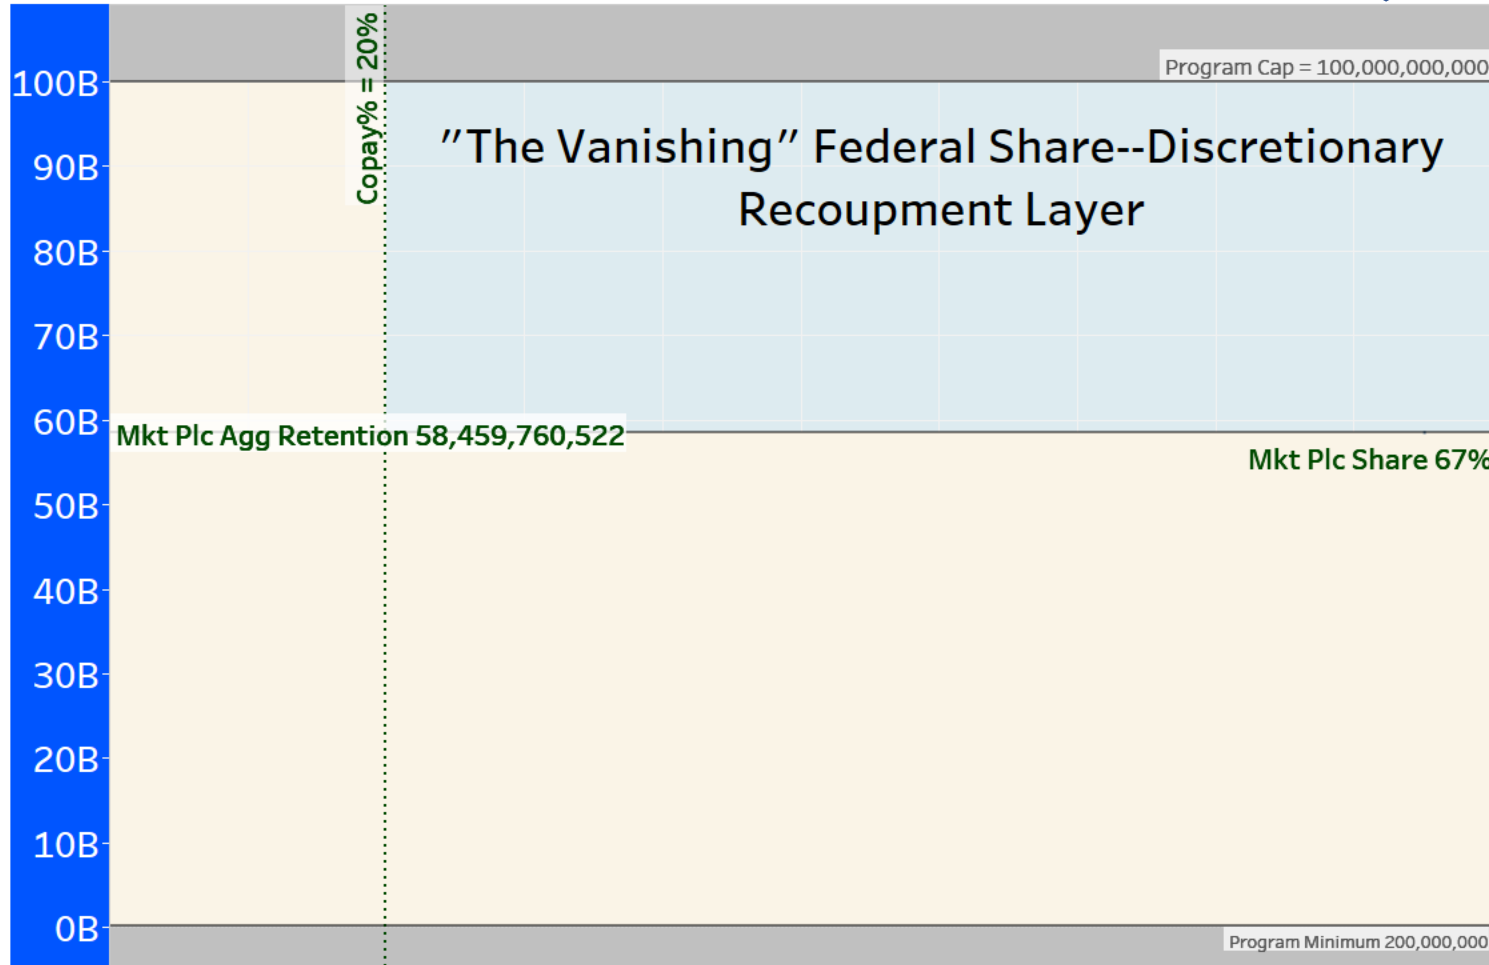 Copay% = 20%
100B
Program Cap = 100,000,000,000
″The Vanishing″ Federal Share--Discretionary
Recoupment Layer
90B
80B
70B
60B
Mkt Plc Agg Retention 58,459,760,522
Mkt Plc Share 67%
50B
40B
30B
20B
10B
0B
Program Minimum 200,000,000